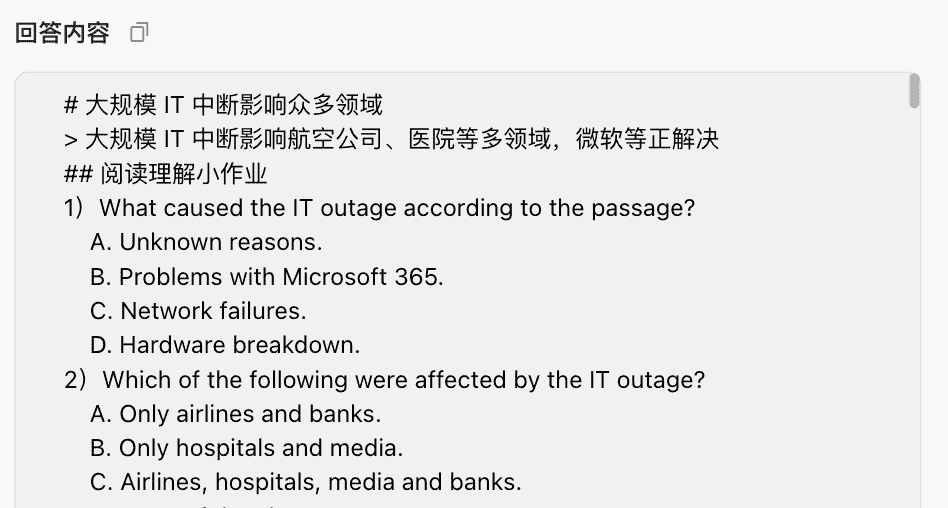 回答内容
# 大规模 IT 中断影响众多领域
> 大规模 IT 中断影响航空公司、医院等多领域，微软等正解决
## 阅读理解小作业
1）What caused the IT outage according to the passage?
A. Unknown reasons.
B. Problems with Microsoft 365.
C. Network failures.
D. Hardware breakdown.
2）Which of the following were affected by the IT outage?
A. Only airlines and banks.
B. Only hospitals and media.
C. Airlines, hospitals, media and banks.